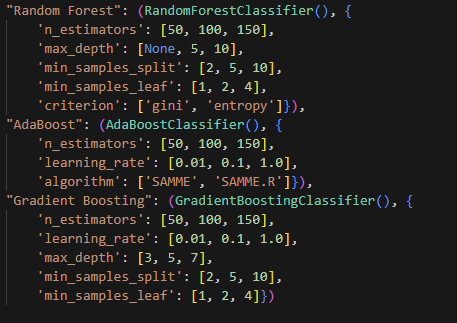 "Random Forest": (RandomForestClassifier(), {
    'n_estimators': [50, 100, 150],
    'max_depth': [None, 5, 10],
    'min_samples_split': [2, 5, 10],
    'min_samples_leaf': [1, 2, 4],
    'criterion': ['gini', 'entropy']}),
"AdaBoost": (AdaBoostClassifier(), {
    'n_estimators': [50, 100, 150],
    'learning_rate': [0.01, 0.1, 1.0],
    'algorithm': ['SAMME', 'SAMME.R']}),
"Gradient Boosting": (GradientBoostingClassifier(), {
    'n_estimators': [50, 100, 150],
    'learning_rate': [0.01, 0.1, 1.0],
    'max_depth': [3, 5, 7],
    'min_samples_split': [2, 5, 10],
    'min_samples_leaf': [1, 2, 4]})